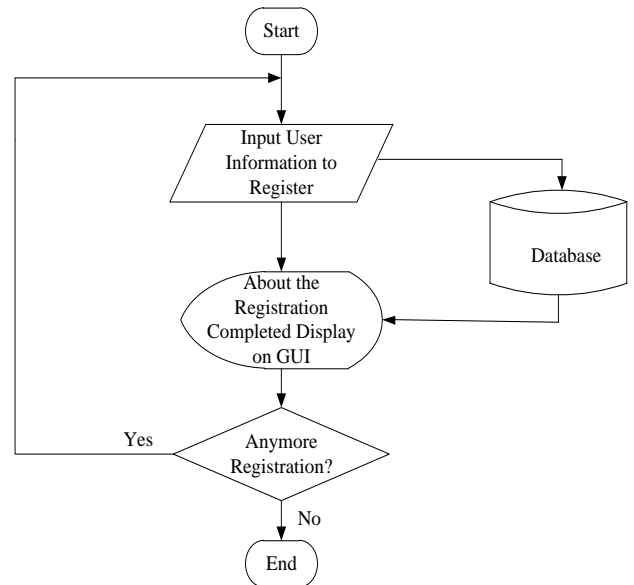 Start
Input User
Information to
Register
Database
About the
Registration
Completed Display
on GUI
Yes
Anymore
Registration?
No
End